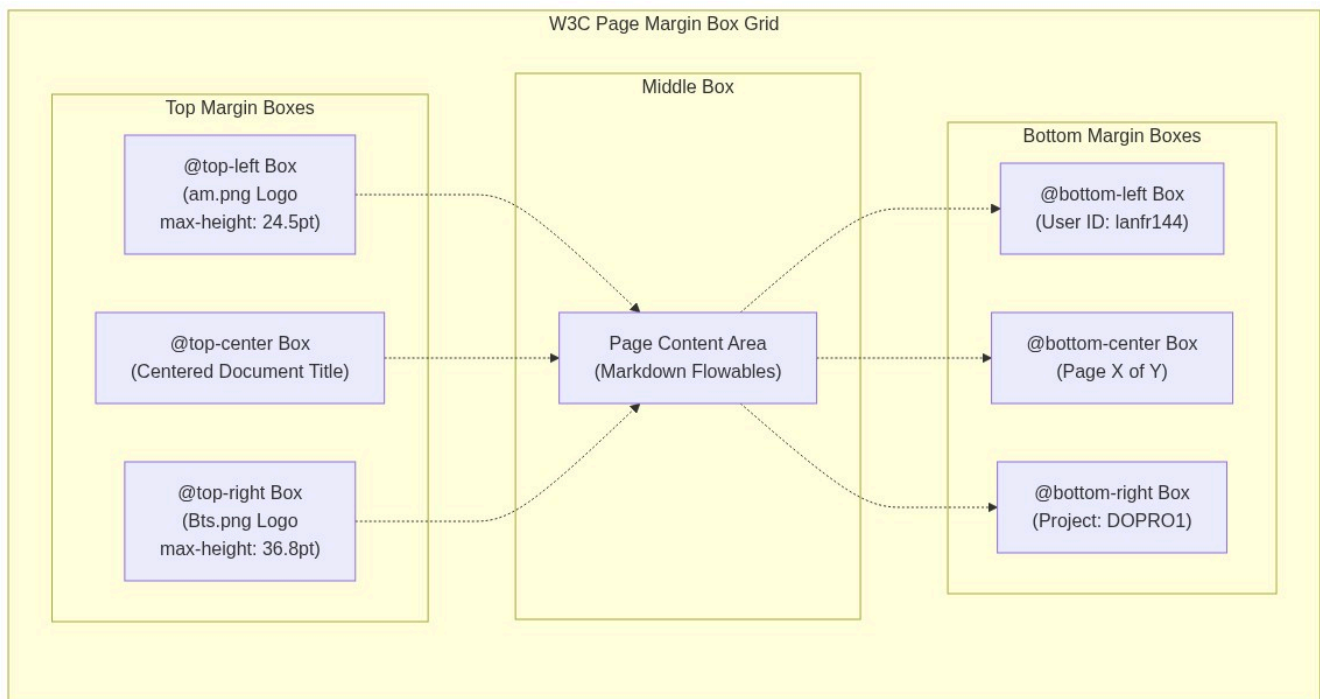 W3C Page Margin Box Grid
Top Margin Boxes
@top-left Box
(am.png Logo
max-height: 24.5pt)
@top-center Box
(Centered Document Title)
@top-right Box
(Bts.png Logo
max-height: 36.8pt)
Middle Box
Page Content Area
(Markdown Flowables)
Bottom Margin Boxes
@bottom-left Box
(User ID: lanfr144)
@bottom-center Box
(Page X of Y)
@bottom-right Box
(Project: DOPRO1)